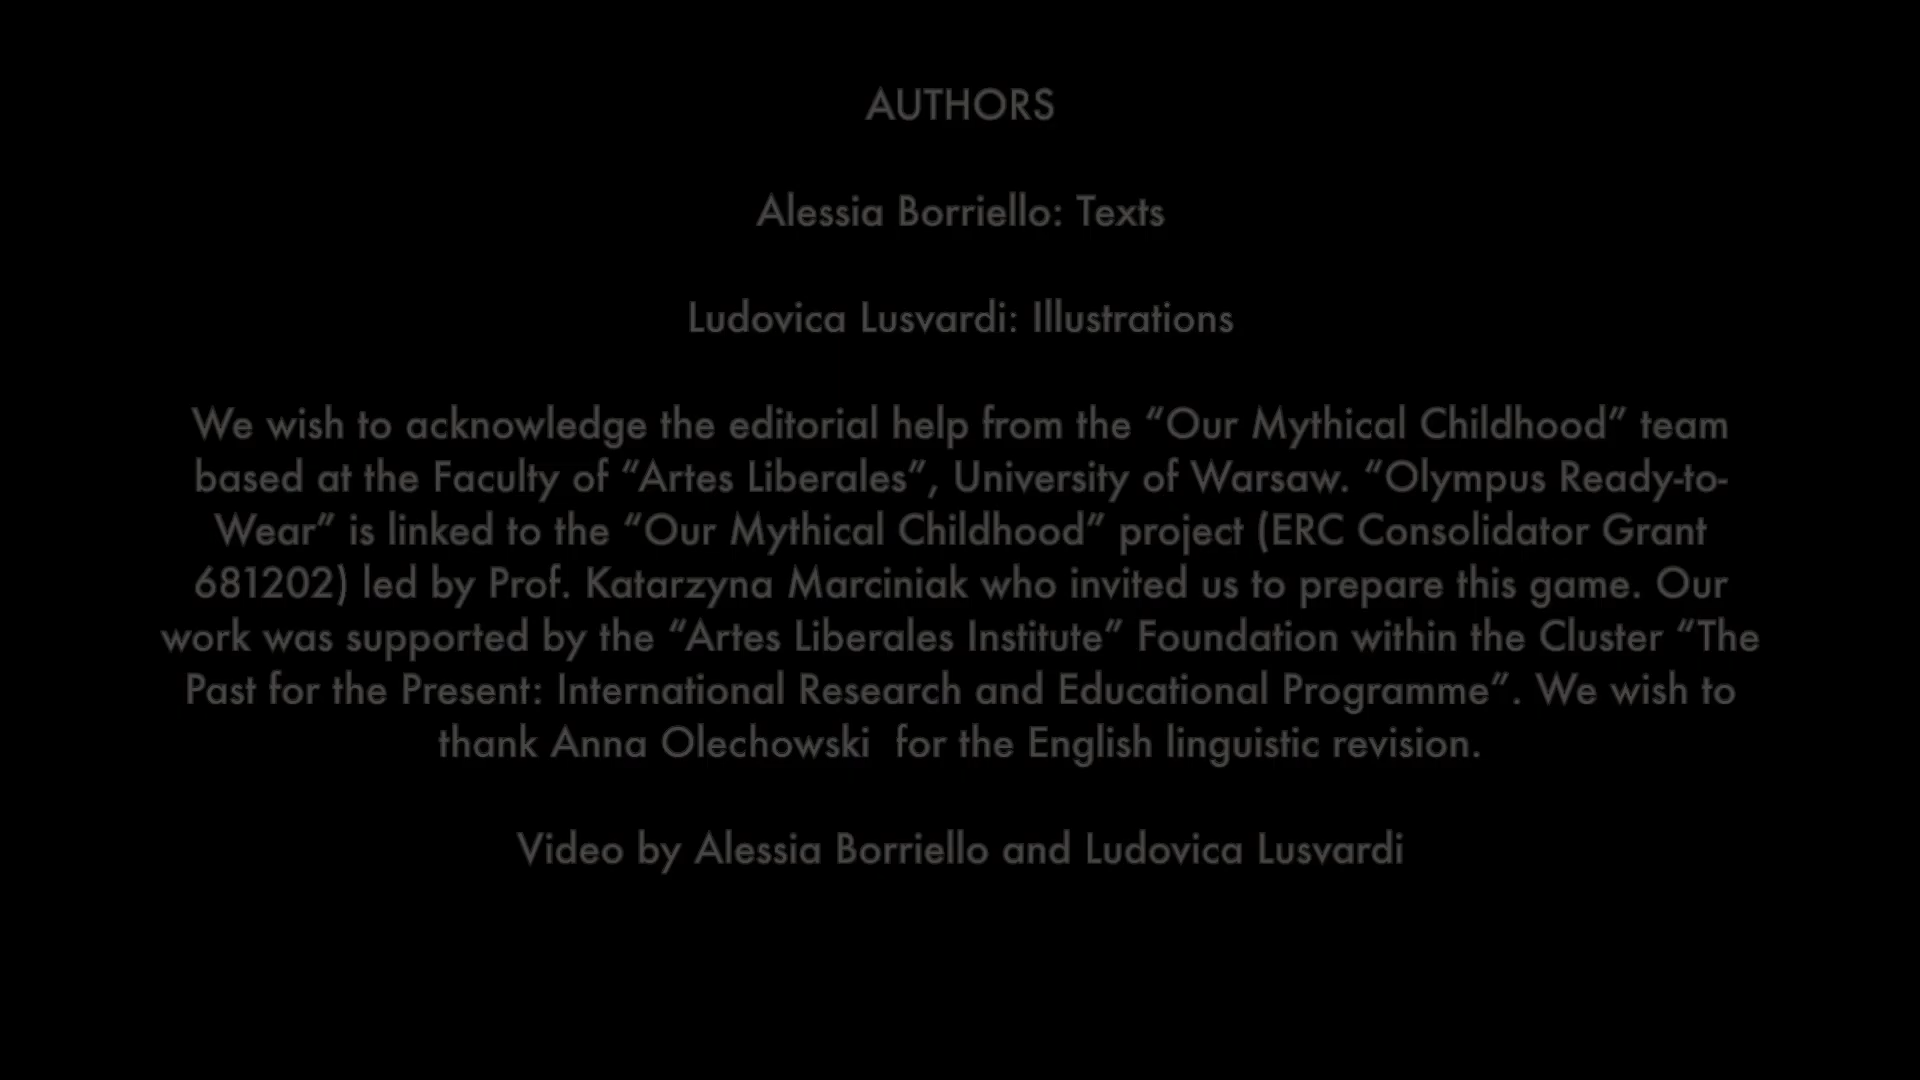 AUTHORS
Alessia Borriello: Texts
Ludovica Lusvardi: Illustrations
We wish to acknowledge the editorial help from the “Our Mythical Childhood” team
based at the Faculty of “Artes Liberales”, University of Warsaw. “Olympus Ready-to-
Wear” is linked to the “Our Mythical Childhood” project (ERC Consolidator Grant
681202) led by Prof. Katarzyna Marciniak who invited us to prepare this game. Our
work was supported by the “Artes Liberales Institute” Foundation within the Cluster “The
Past for the Present: International Research and Educational Programme”. We wish to
thank Anna Olechowski  for the English linguistic revision.
Video by Alessia Borriello and Ludovica Lusvardi